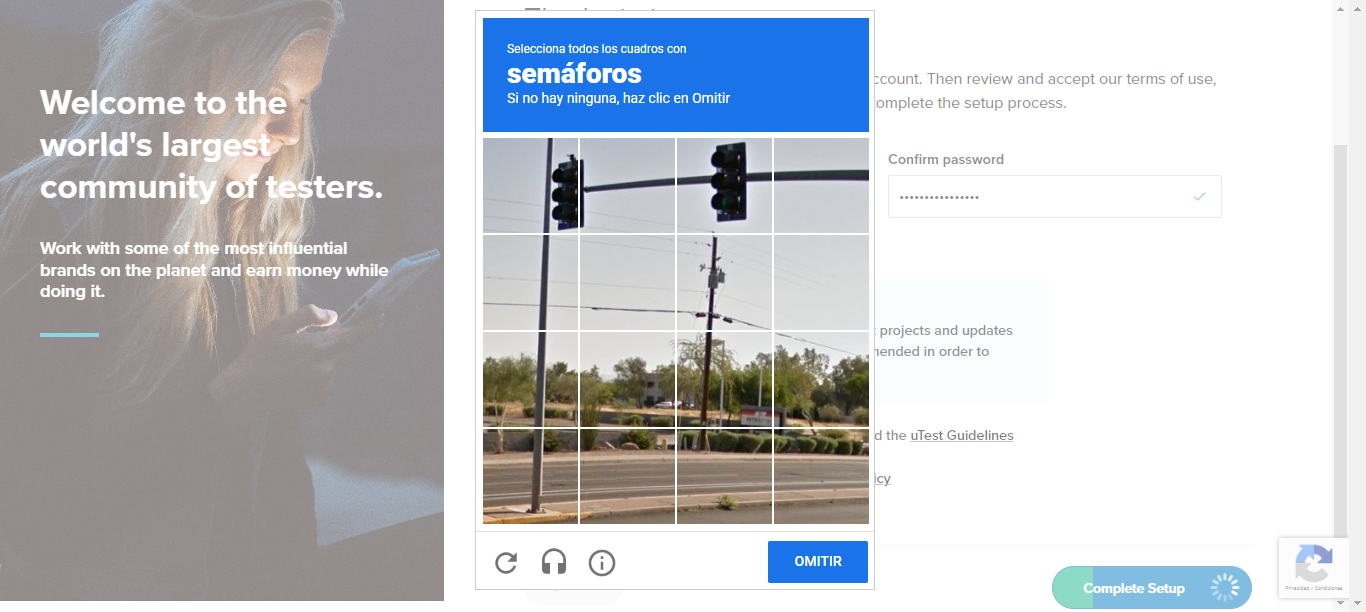 Welcome to the
world's largest
community of testers.
Work with some of the most influential
brands on the planet and earn money while
doing it.
Selecciona todos los cuadros con
semáforos
Si no hay ninguna, haz clic en Omitir
OMITIR
ccount. Then review and accept our terms of use,
complete the setup process.
Confirm password
projects and updates
mended in order to
d the uTest Guidelines
icy
Complete Setup
Privacidad - Condiciones